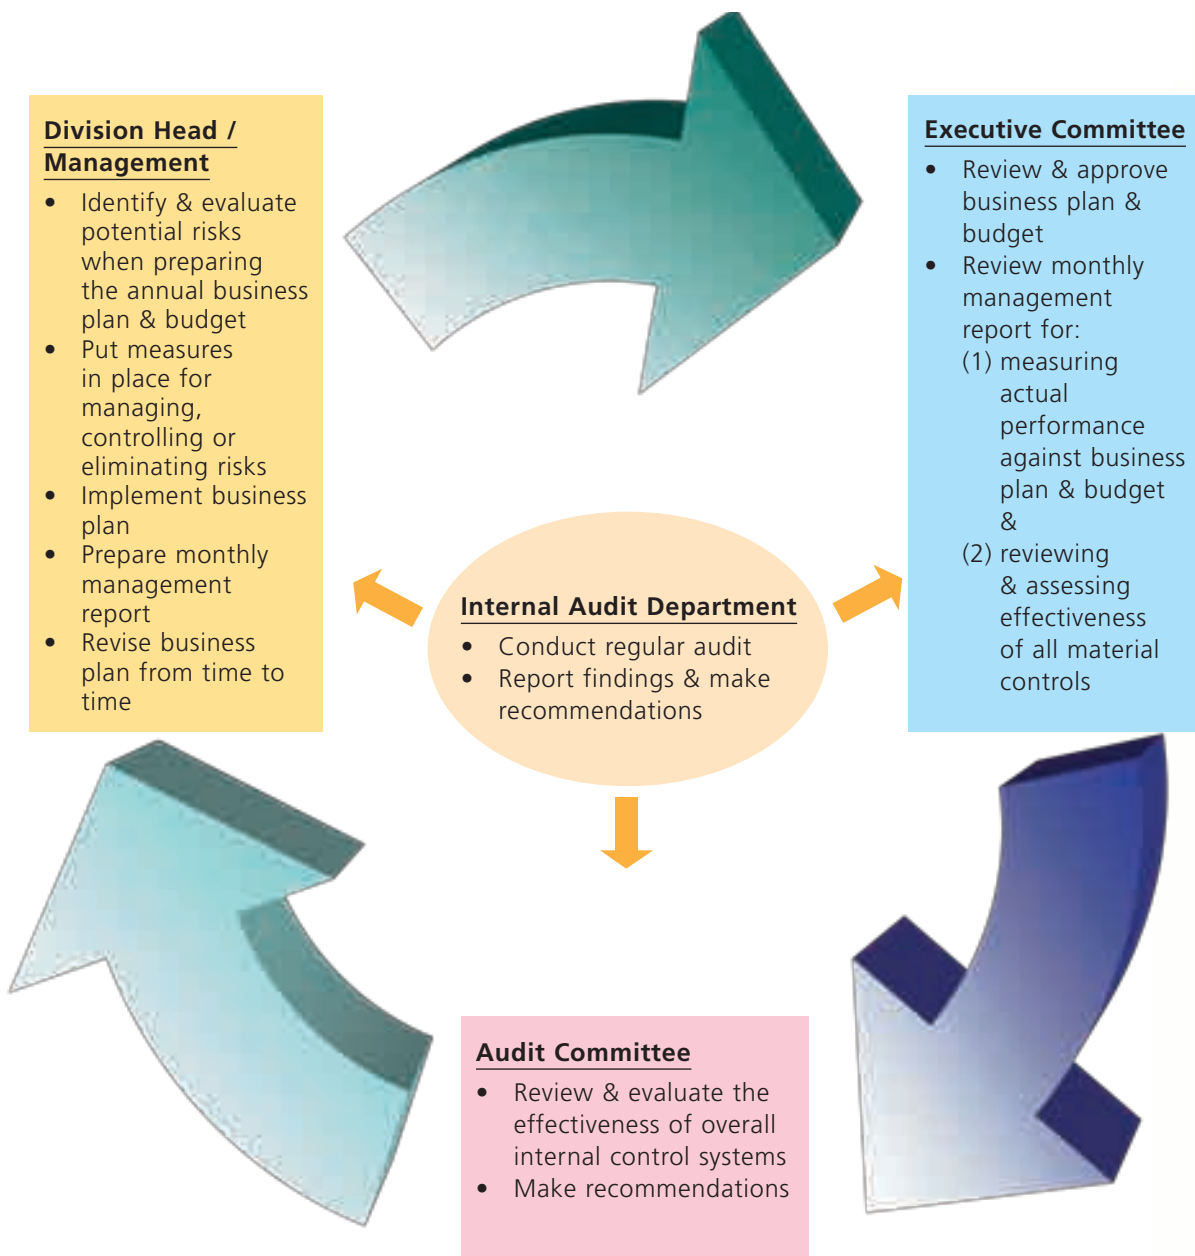 Division Head /
Management
• Identify & evaluate
potential risks
when preparing
the annual business
plan & budget
• Put measures
in place for
managing,
controlling or
eliminating risks
• Implement business
plan
• Prepare monthly
management
report
• Revise business
plan from time to
time
Executive Committee
• Review & approve
business plan &
budget
• Review monthly
management
report for:
(1) measuring
actual
performance
against business
plan & budget
&
(2) reviewing
& assessing
effectiveness
of all material
controls
Internal Audit Department
• Conduct regular audit
• Report findings & make
recommendations
Audit Committee
• Review & evaluate the
effectiveness of overall
internal control systems
• Make recommendations